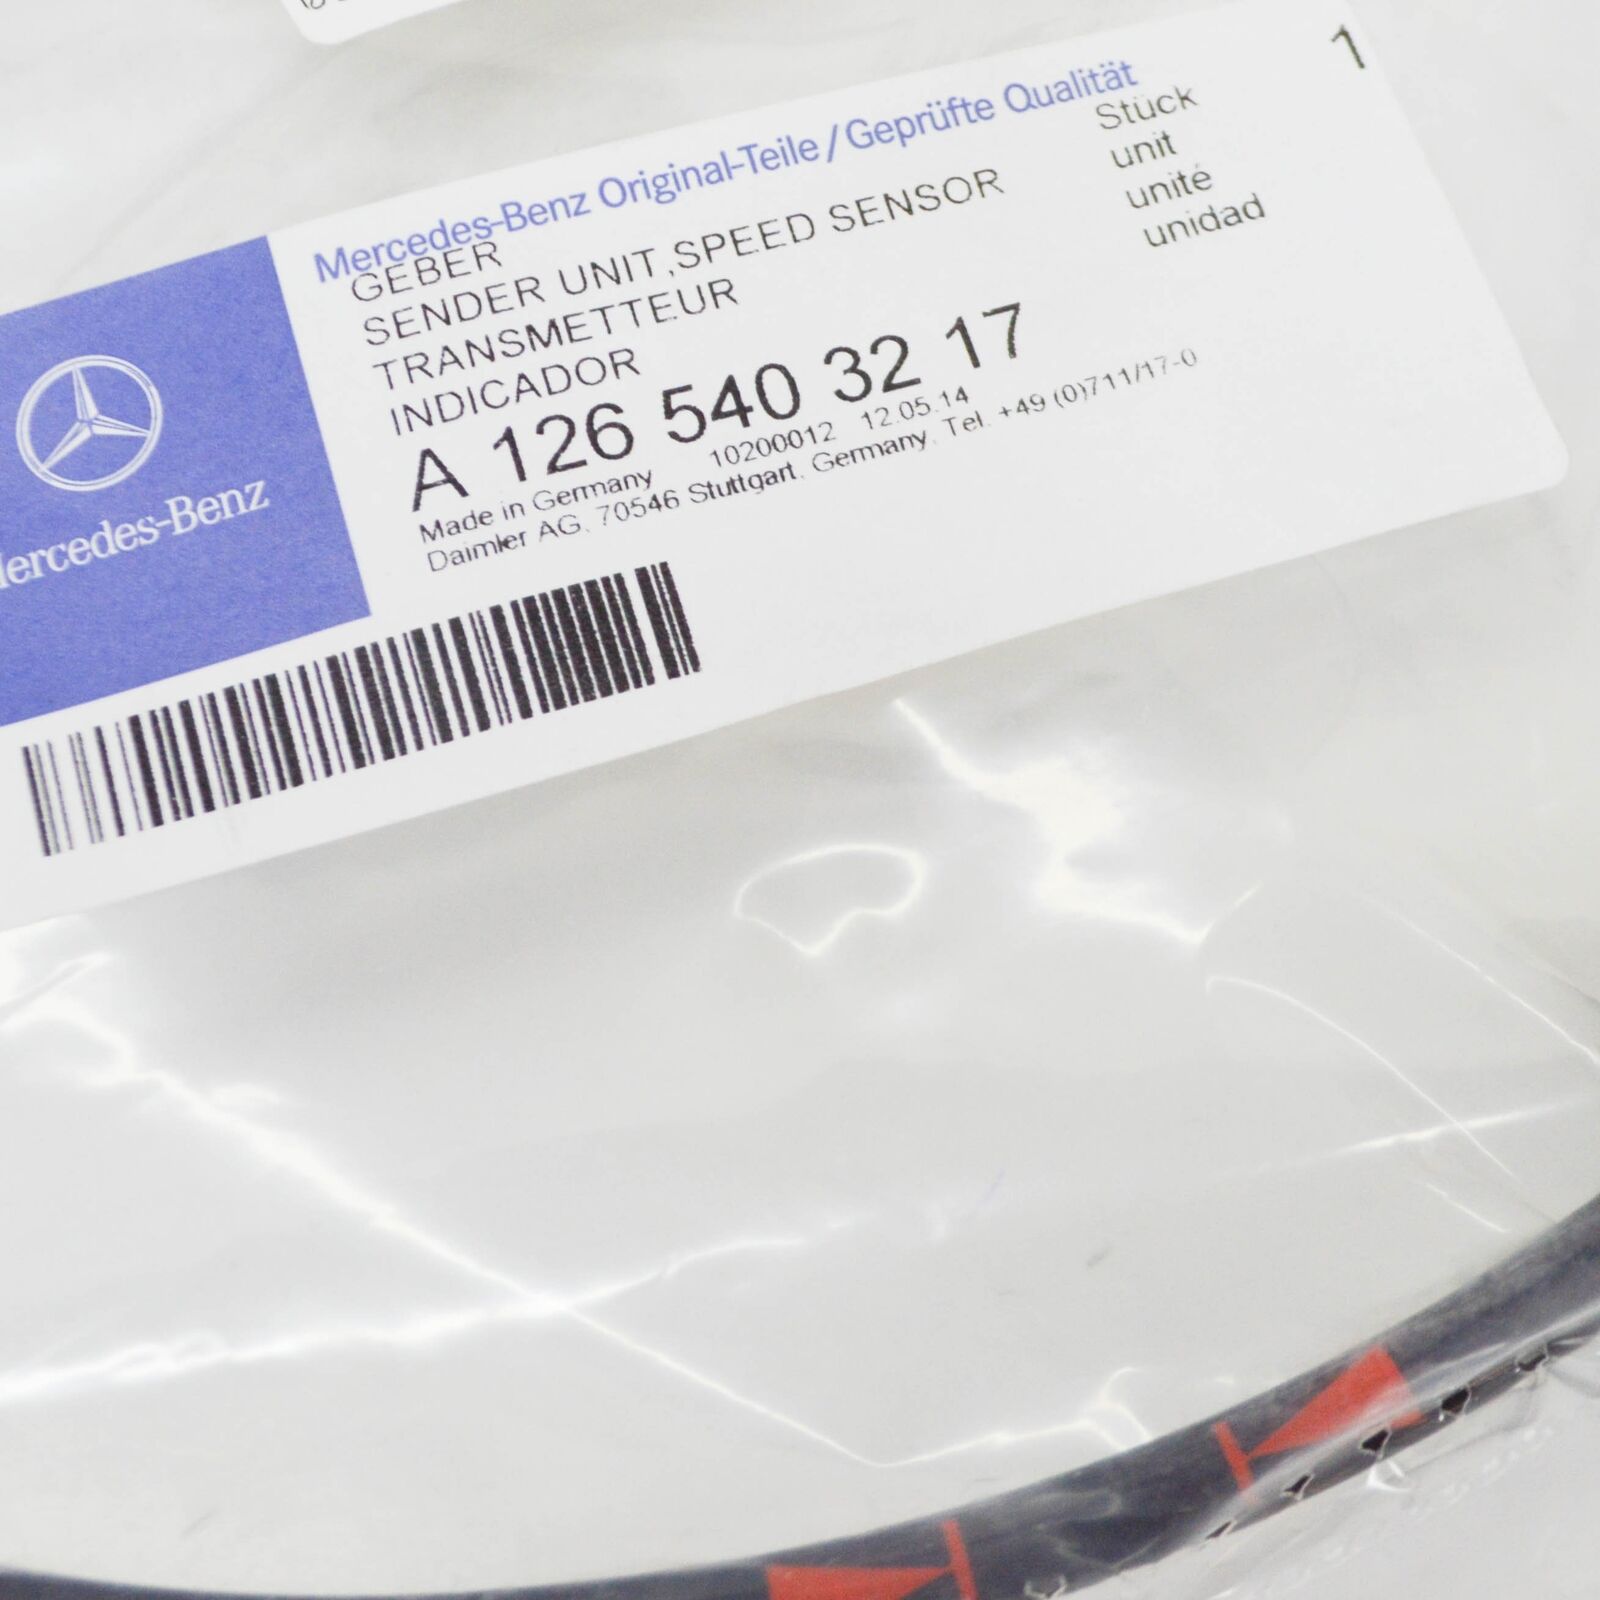 Mercedes-Benz Original-Teile / Geprüfte Qualität
GEBER
SENDER UNIT,SPEED SENSOR
TRANSMETTEUR
INDICADOR
Stück
unit
unité
unidad
1
A 126 540 32 17
10200012 12.05.14
Made in Germany
Daimler AG, 70546 Stuttgart, Germany, Tel. +49 (0)711/17-0
Mercedes-Benz